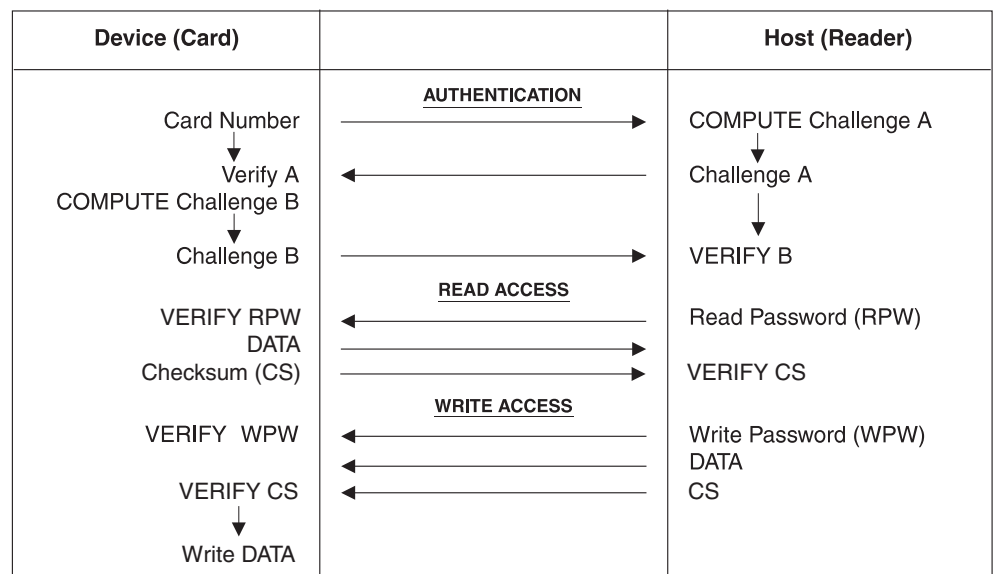 Device (Card) Host (Reader)
AUTHENTICATION
Card Number COMPUTE Challenge A
Verify A Challenge A
COMPUTE Challenge B
Challenge B VERIFY B
READ ACCESS
VERIFY RPW Read Password (RPW)
DATA
Checksum (CS) VERIFY CS
WRITE ACCESS
VERIFY WPW Write Password (WPW)
DATA
VERIFY CS CS
Write DATA